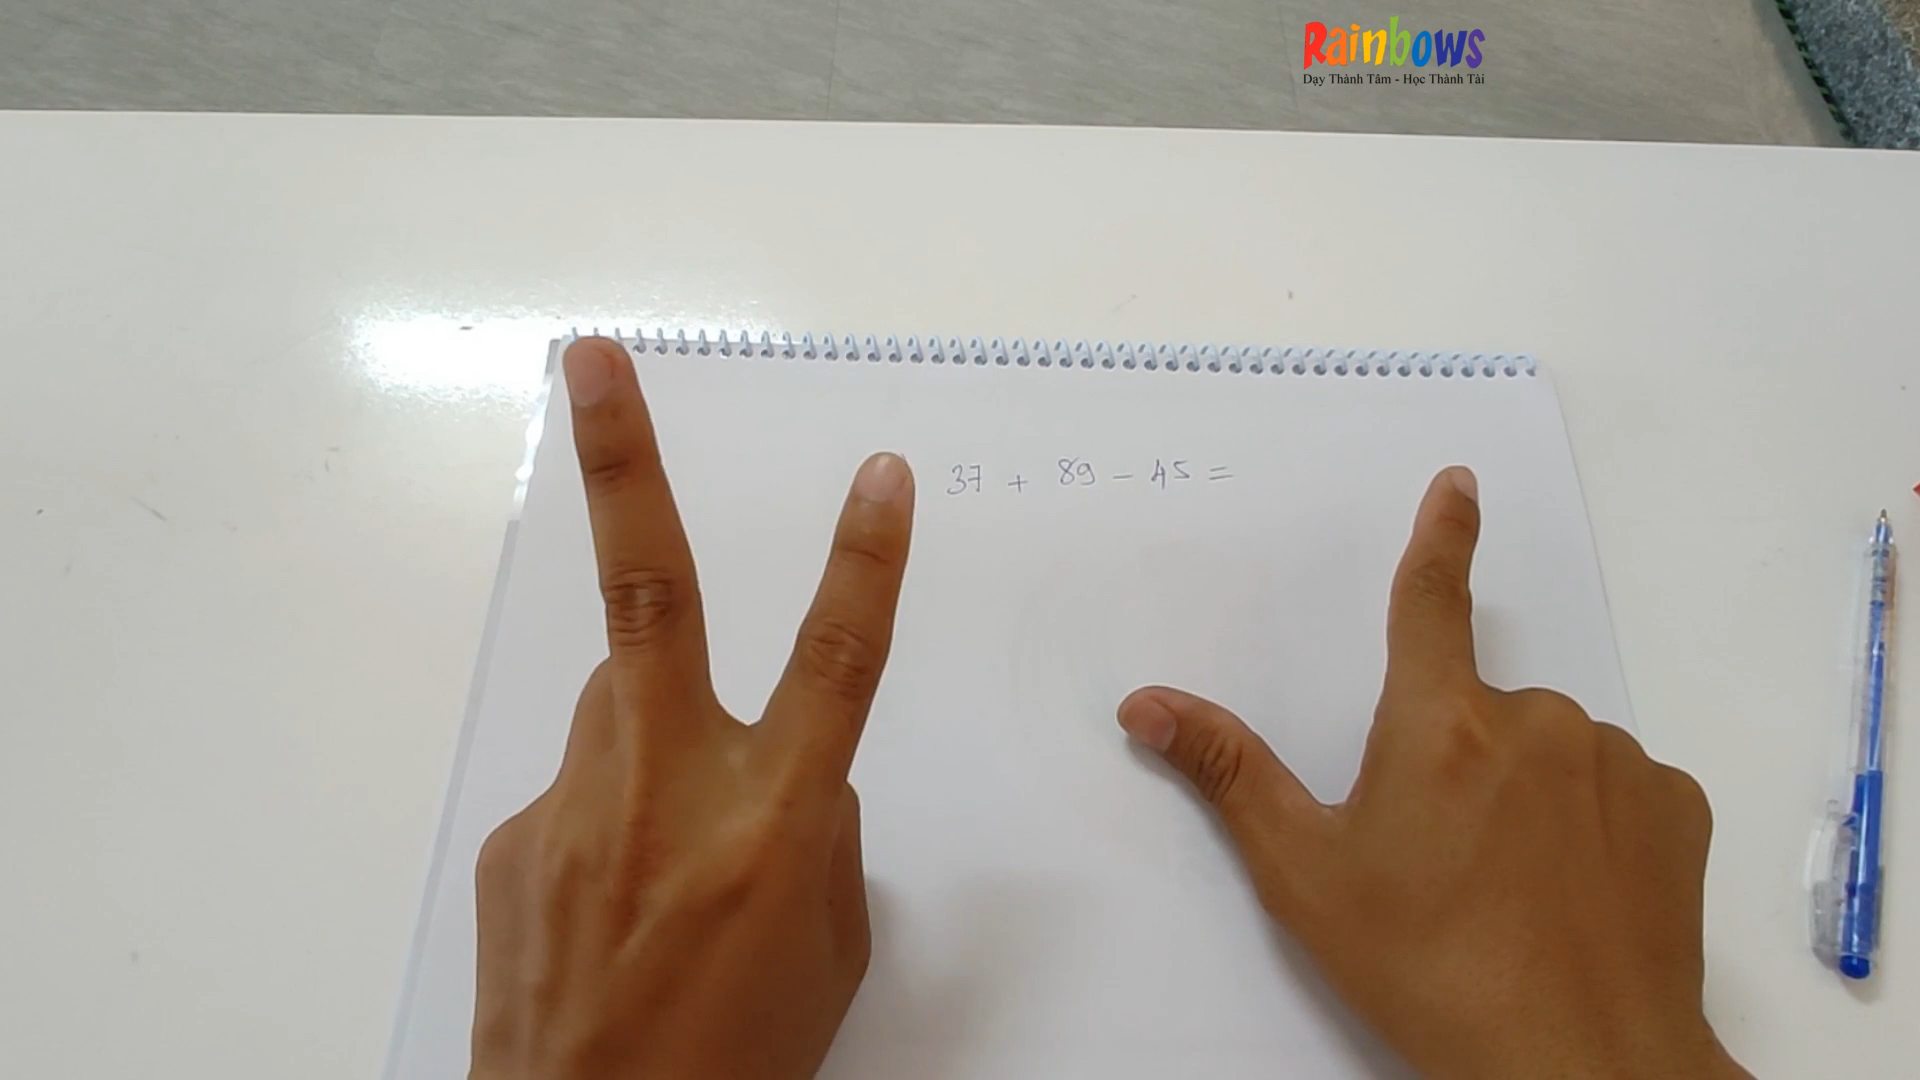 Rainbows
Dạy Thành Tâm - Học Thành Tài
37 + 89 - 45 =